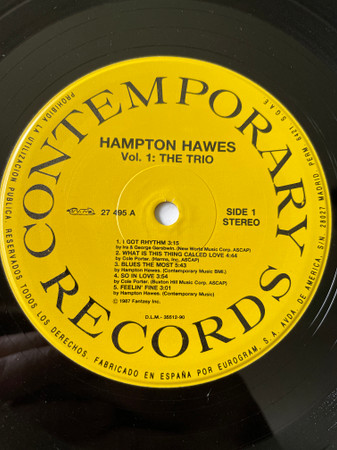 CONTEMPORARY RECORDS
HAMPTON HAWES
Vol. 1: THE TRIO
27 495 A
SIDE 1
STEREO
1. I GOT RHYTHM 3:15
by Ira & George Gershwin. (New World Music Corp. ASCAP)
2. WHAT IS THIS THING CALLED LOVE 4:44
by Cole Porter. (Harms, Inc, ASCAP)
3. BLUES THE MOST 5:43
by Hampton Hawes. (Contemporary Music BMI.)
4. SO IN LOVE 3:54
by Cole Porter. (Buxton Hill Music Corp. ASCAP)
5. FEELIN' FINE 3:01
by Hampton Hawes. (Contemporary Music)
© 1987 Fantasy Inc.
D.L.M.- 35512-90
PROHIBIDA LA UTILIZACION PUBLICA. RESERVADOS TODOS LOS DERECHOS. FABRICADO EN ESPAÑA POR EUROGRAM, S.A. AVDA. DE AMERICA, S/N 28027 MADRID. PERM 8421 S.G.A.E.